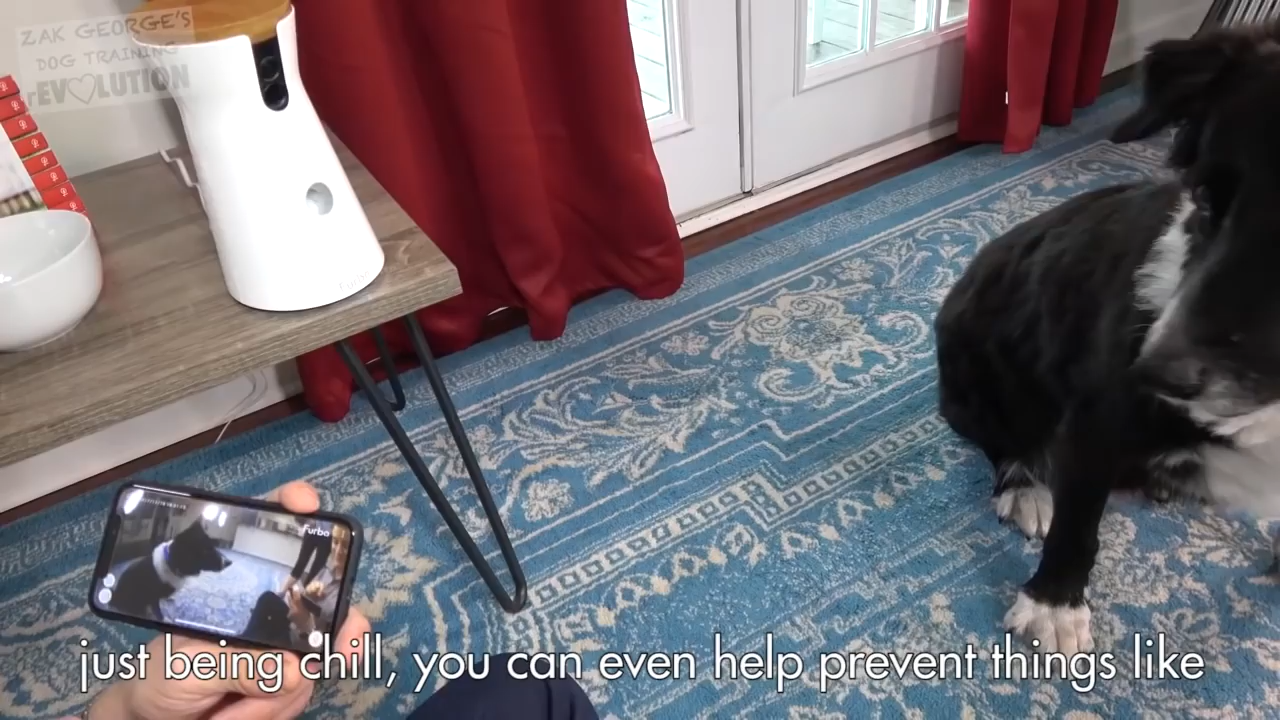 ZAK GEORGE'S
DOG TRAINING
rEVOLUTION
Furbo
just being chill, you can even help prevent things like